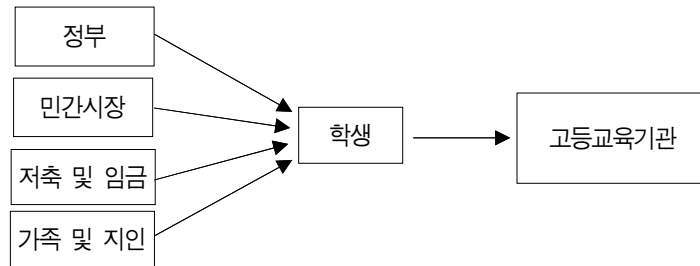 정부
민간시장
저축 및 임금
가족 및 지인
학생
고등교육기관